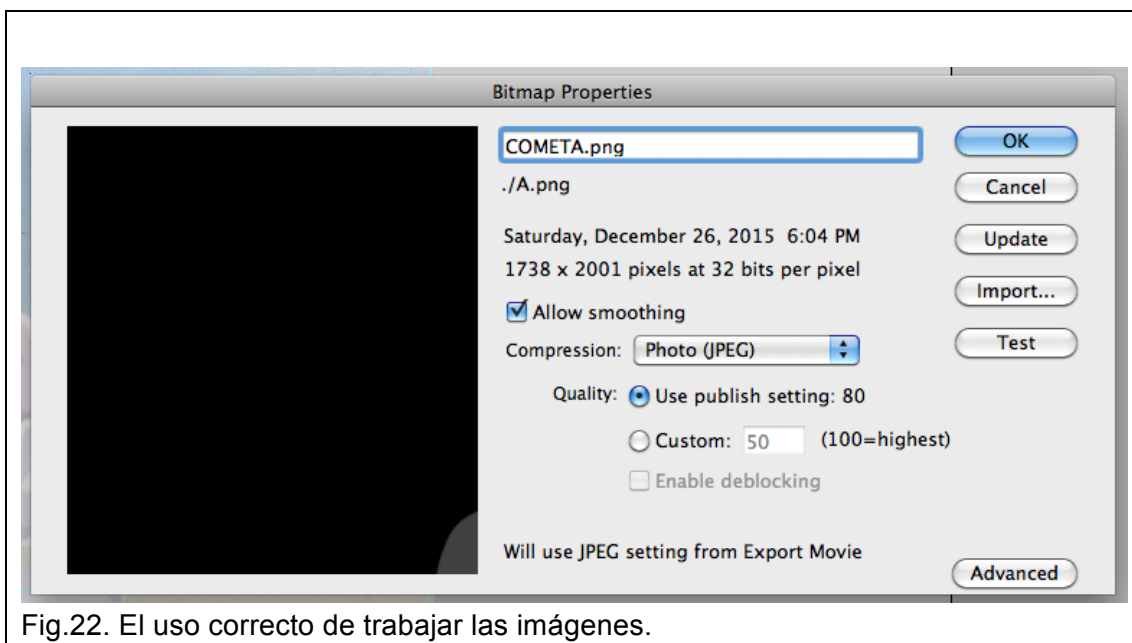 Bitmap Properties
COMETA.png
OK
./A.png
Cancel
Saturday, December 26, 2015 6:04 PM
Update
1738 x 2001 pixels at 32 bits per pixel
Import...
Allow smoothing
Compression: Photo (JPEG)
Test
Quality: Use publish setting: 80
Custom: 50 (100=highest)
Enable deblocking
Will use JPEG setting from Export Movie
Advanced
Fig.22. El uso correcto de trabajar las imágenes.